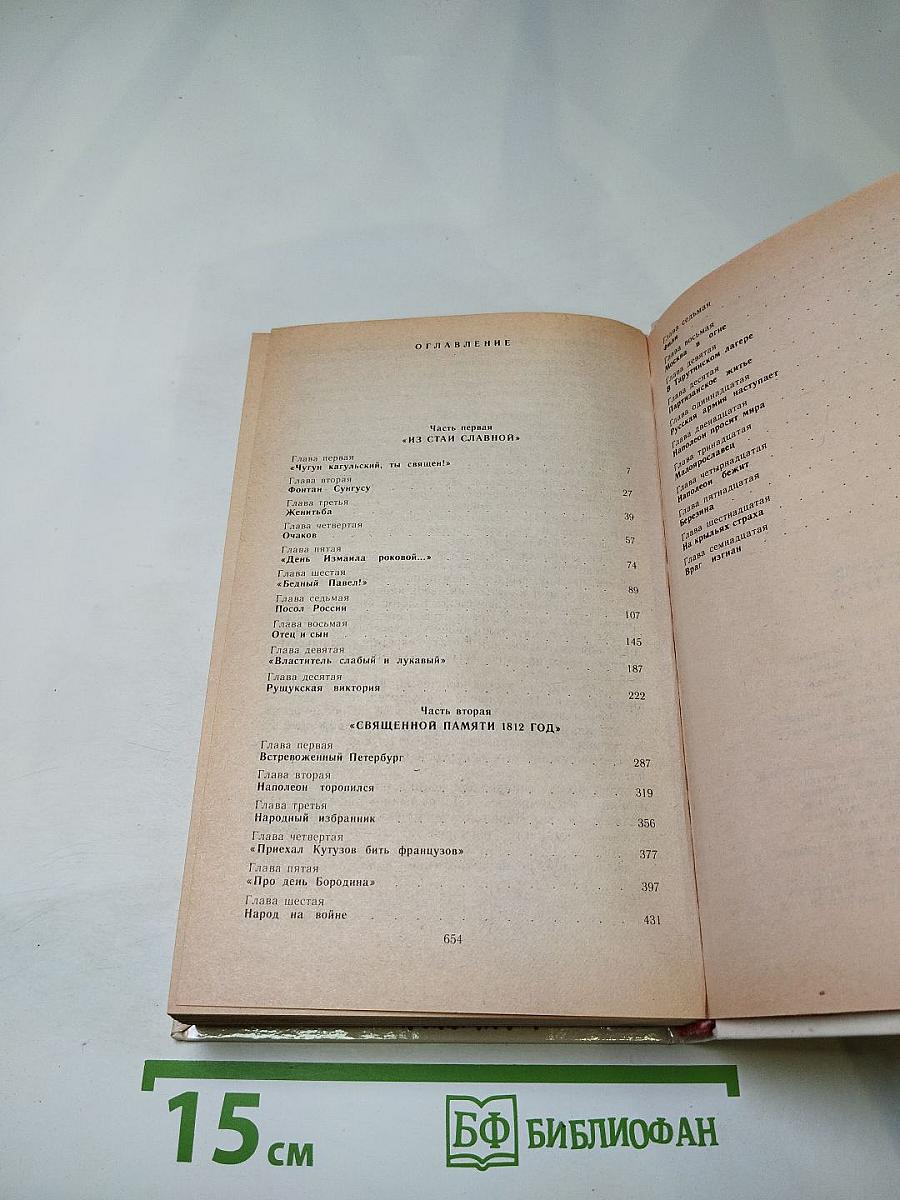 ОГЛАВЛЕНИЕ
Часть первая
«ИЗ СТАИ СЛАВНОЙ»
Глава первая
«Чугун кагульский, ты священ!» 7
Глава вторая
Фонтан Сунгусу 27
Глава третья
Женитьба 39
Глава четвертая
Очаков 57
Глава пятая
«День Измаила роковой...» 74
Глава шестая
«Бедный Павел!» 89
Глава седьмая
Посол России 107
Глава восьмая
Отец и сын 145
Глава девятая
«Властитель слабый и лукавый» 187
Глава десятая
Рущукская виктория 222
Часть вторая
«СВЯЩЕННОЙ ПАМЯТИ 1812 ГОД»
Глава первая
Встревоженный Петербург 287
Глава вторая
Наполеон торопился 319
Глава третья
Народный избранник 356
Глава четвертая
«Приехал Кутузов бить французов» 377
Глава пятая
«Про день Бородина» 397
Глава шестая
Народ на войне 431
654
Глава седьмая
Фили
Глава восьмая
Москва в огне
Глава девятая
В Тарутинском лагере
Глава десятая
Партизанское житье
Глава одиннадцатая
Русская армия наступает
Глава двенадцатая
Наполеон просит мира
Глава тринадцатая
Малоярославец
Глава четырнадцатая
Наполеон бежит
Глава пятнадцатая
Березина
Глава шестнадцатая
На крыльях страха
Глава семнадцатая
Враг изгнан
15 см
БФ БИБЛИОФАН